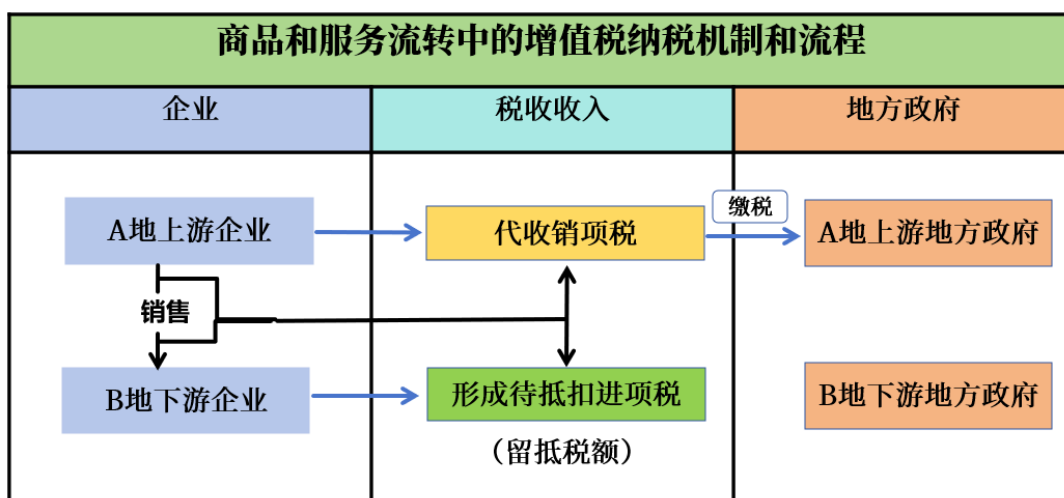 商品和服务流转中的增值税纳税机制和流程
企业
税收收入
地方政府
A地上游企业
代收销项税
缴税
A地上游地方政府
销售
B地下游企业
形成待抵扣进项税
（留抵税额）
B地下游地方政府